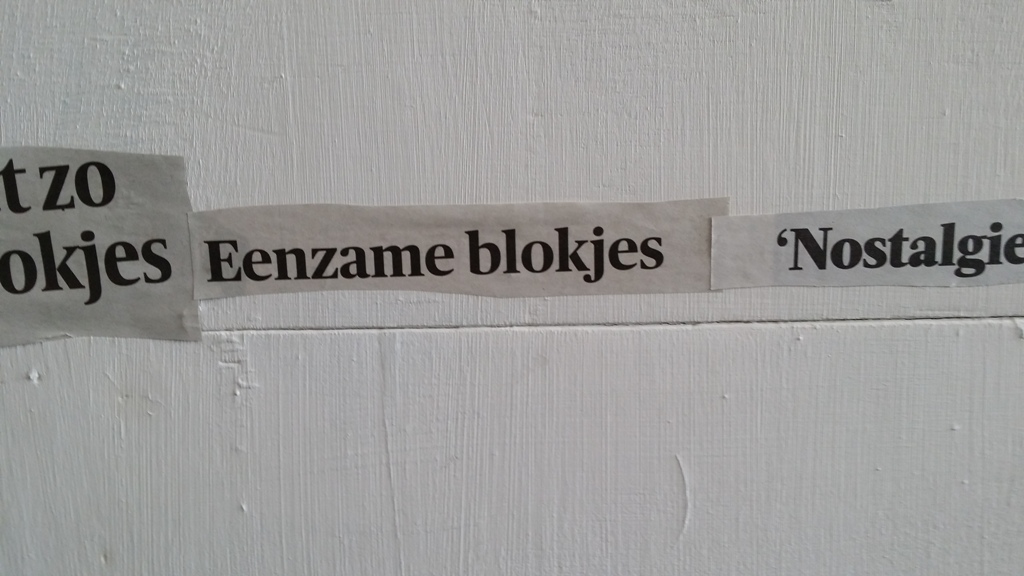 t zo
okjes
Eenzame blokjes
‘Nostalgie